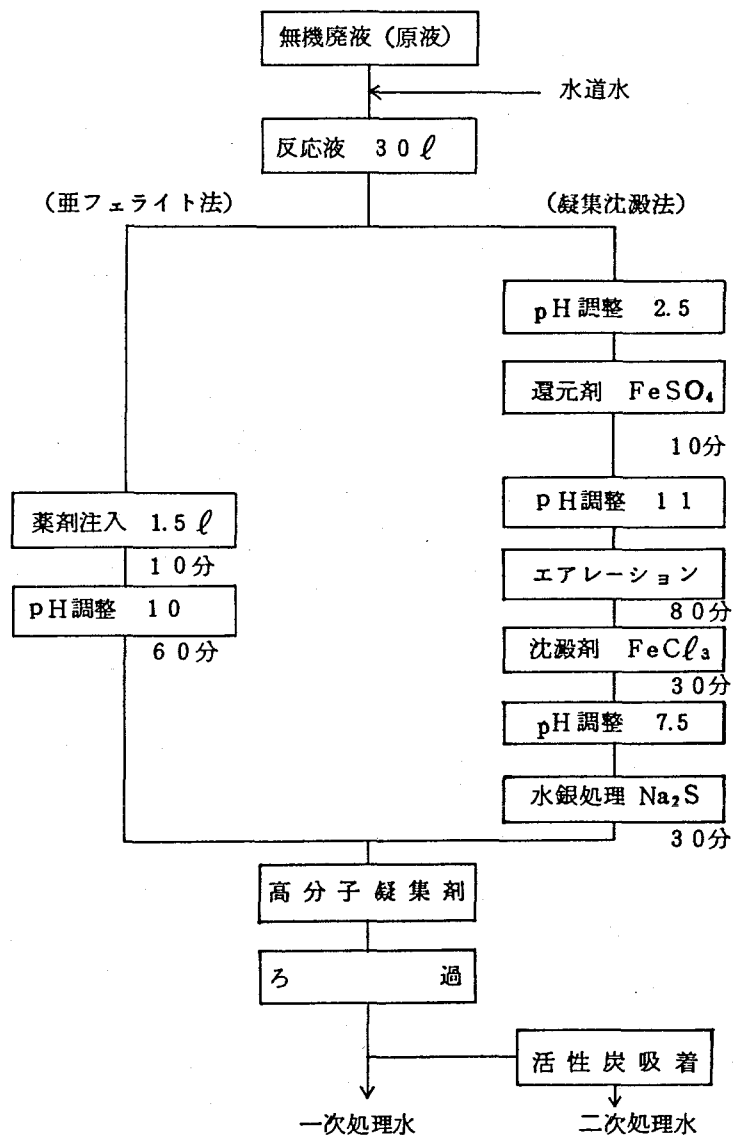 無機廃液(原液)
水道水
反応液 30ℓ
(亜フェライト法)
(凝集沈澱法)
pH調整 2.5
還元剤 FeSO₄
10分
薬剤注入 1.5ℓ
10分
pH調整 10
60分
pH調整 11
エアレーション
80分
沈澱剤 FeCℓ₃
30分
pH調整 7.5
水銀処理 Na₂S
30分
高分子凝集剤
ろ過
活性炭吸着
一次処理水
二次処理水